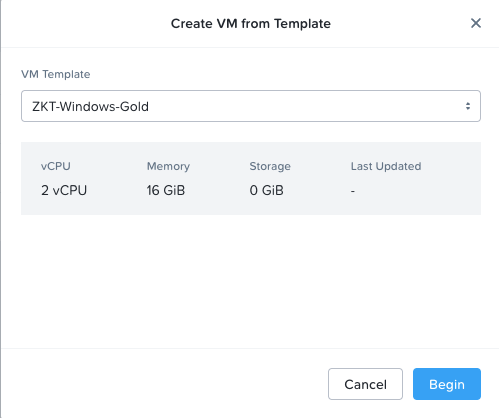 Create VM from Template
VM Template
ZKT-Windows-Gold
vCPU Memory Storage Last Updated
2 vCPU 16 GiB 0 GiB -
Cancel Begin